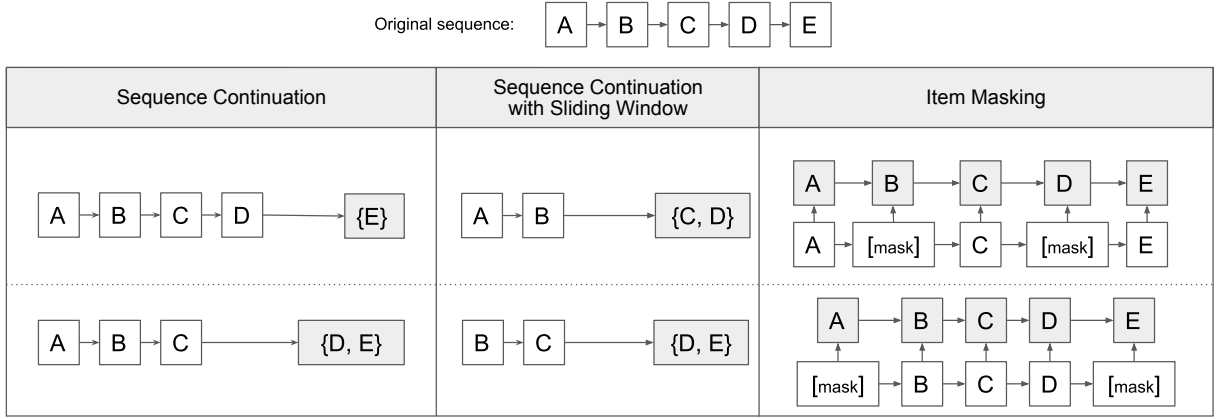 Original sequence: A B C D E
Sequence Continuation
Sequence Continuation
with Sliding Window
Item Masking
A B C D {E}
A B {C, D}
A B C D E
A [mask] C [mask] E
A B C {D, E}
B C {D, E}
A B C D E
[mask] B C D [mask]